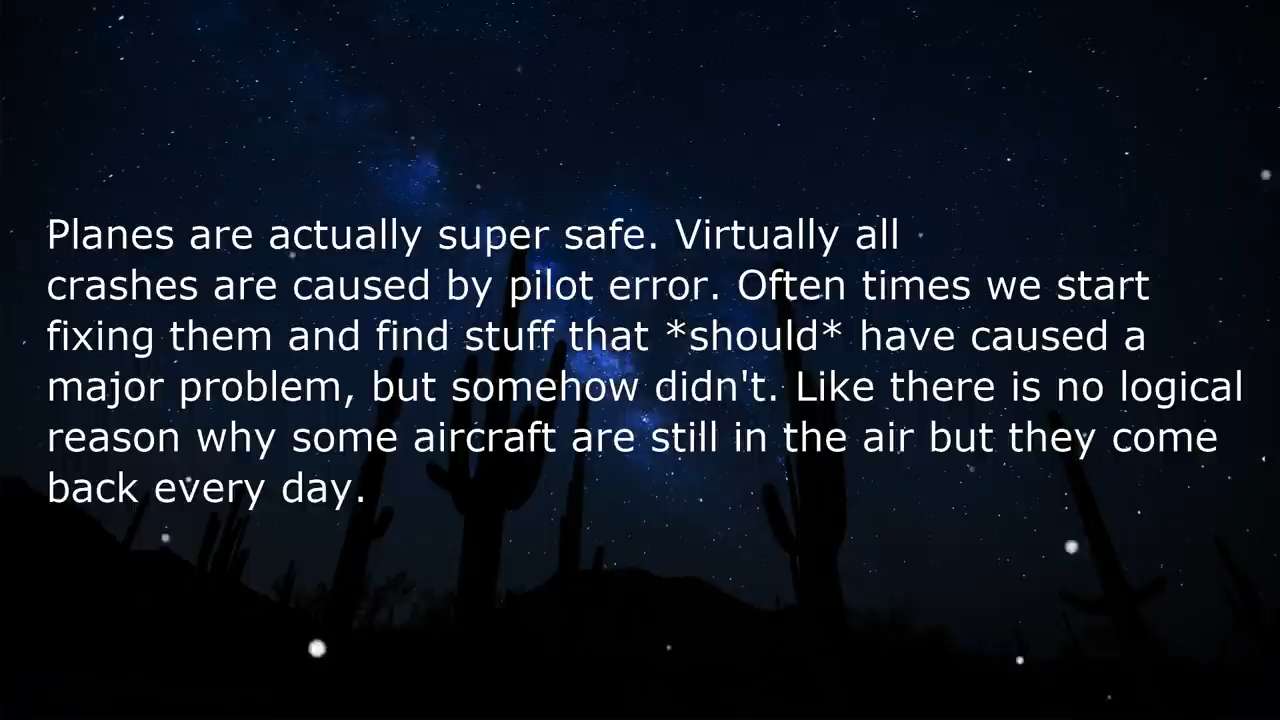 Planes are actually super safe. Virtually all
crashes are caused by pilot error. Often times we start
fixing them and find stuff that *should* have caused a
major problem, but somehow didn't. Like there is no logical
reason why some aircraft are still in the air but they come
back every day.